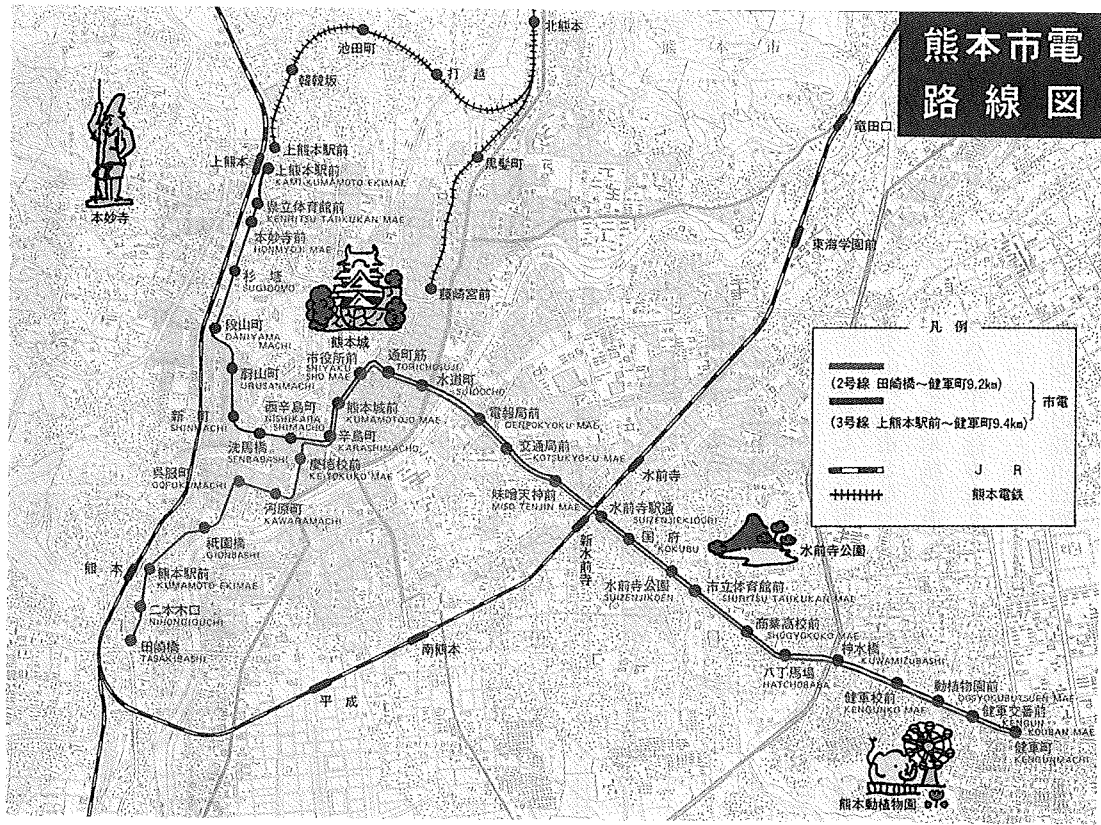 熊本市電
路線図
北熊本
熊本市
池田町
打越
韓韓坂
竜田口
上熊本
上熊本駅前
上熊本駅前
KAMI-KUMAMOTO EKIMAE
黒髪町
本妙寺
県立体育館前
KENRITSU TAIIKUKAN MAE
本妙寺前
HONMYOJI MAE
東海学園前
杉塘
SUGIDOMO
藤崎宮前
熊本城
段山町
DANIYAMA
MACHI
蔚山町
URUSANMACHI
新町
SHINMACHI
洗馬橋
SENBABASHI
西辛島町
NISHIKARA
SHIMACHO
市役所前
SHIYAKU
SHO MAE
通町筋
TORICHOSUJI
水道町
SUIDOCHO
熊本城前
KUMAMOTOJO MAE
辛島町
KARASHIMACHO
電報局前
DENPOKYOKU MAE
交通局前
KOTSUKYOKU MAE
慶徳校前
KEITOKUKO MAE
呉服町
GOFUKUMACHI
河原町
KAWARAMACHI
味噌天神前
MISO TENJIN MAE
水前寺
水前寺駅通
SUIZENJIEKIDORI
新水前寺
国府
KOKUBU
水前寺公園
祇園橋
GIONBASHI
熊本
熊本駅前
KUMAMOTO EKIMAE
二本木口
NIHONGIGUCHI
田崎橋
TASAKIBASHI
水前寺公園
SUIZENJIKOEN
市立体育館前
SHIRITSU TAIIKUKAN MAE
商業高校前
SHOGYOKOKO MAE
南熊本
平成
八丁馬場
HATCHOBABA
神水橋
KUWAMIZUBASHI
健軍校前
KENGUNKO MAE
動植物園前
DOSYOKUBUTSUEN MAE
健軍交番前
KENGUN
KOUBAN MAE
健軍町
KENGUNMACHI
熊本動植物園
凡例
(2号線 田崎橋~健軍町9.2km)
(3号線 上熊本駅前~健軍町9.4km)
市電
JR
熊本電鉄